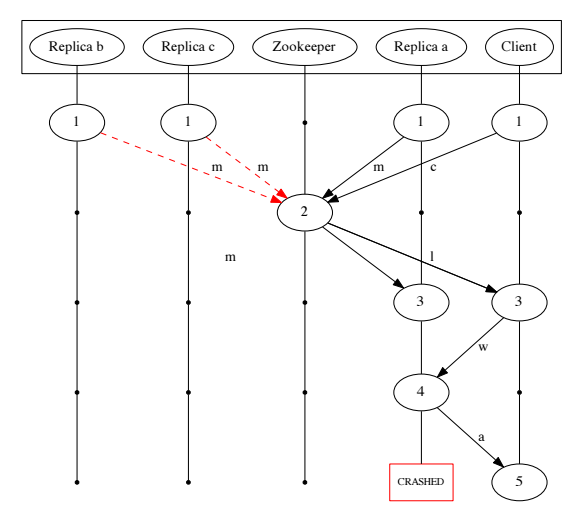 Replica b Replica c Zookeeper Replica a Client
1 1 1 1
m m m c
2
m l
3 3
w
4
a
CRASHED 5